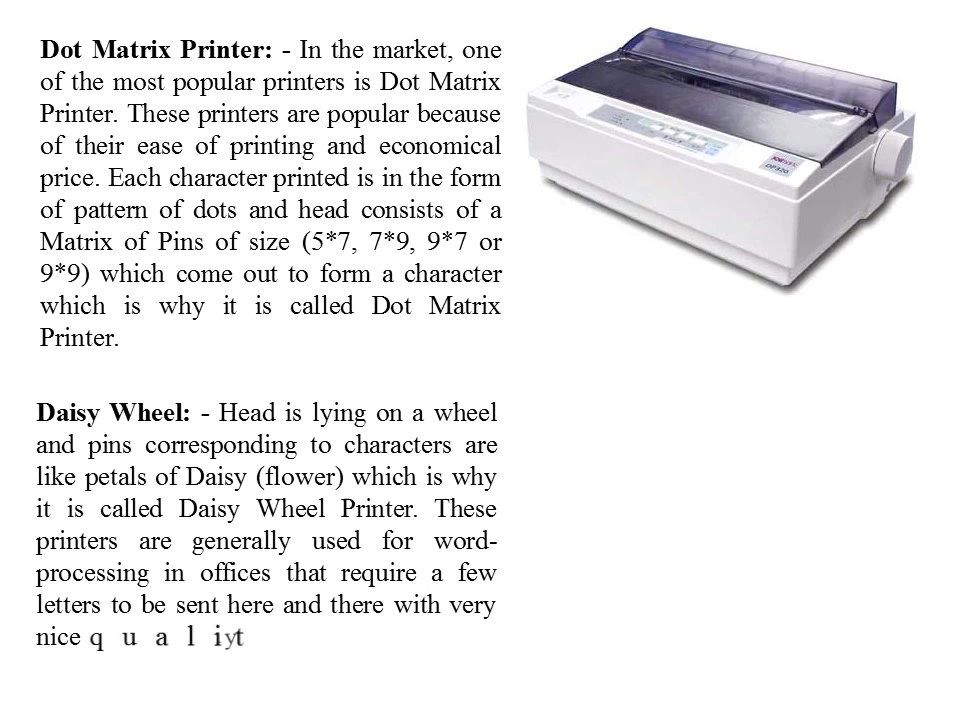 Dot Matrix Printer: - In the market, one
of the most popular printers is Dot Matrix
Printer. These printers are popular because
of their ease of printing and economical
price. Each character printed is in the form
of pattern of dots and head consists of a
Matrix of Pins of size (5*7, 7*9, 9*7 or
9*9) which come out to form a character
which is why it is called Dot Matrix
Printer.
Daisy Wheel: - Head is lying on a wheel
and pins corresponding to characters are
like petals of Daisy (flower) which is why
it is called Daisy Wheel Printer. These
printers are generally used for word-
processing in offices that require a few
letters to be sent here and there with very
nice q u a l iyt
DP320